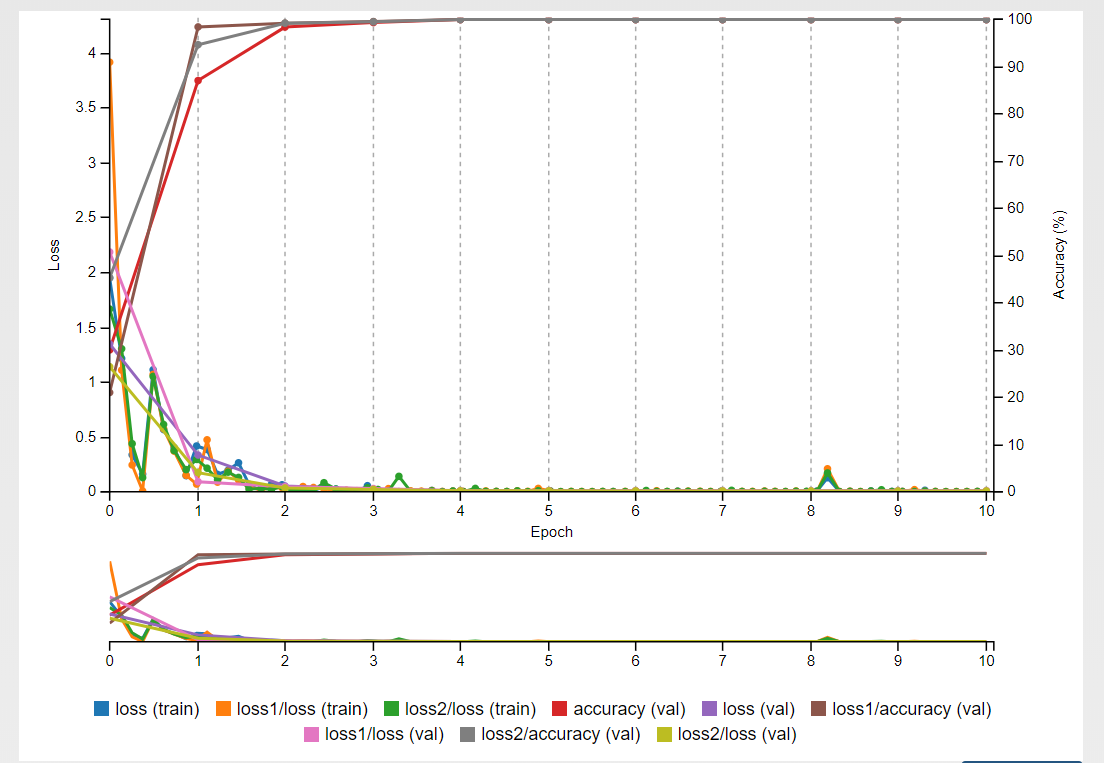 100
4
90
3.5
80
3
70
2.5
60
Loss
50
Accuracy (%)
2
40
1.5
30
1
20
0.5
10
0
0
0 1 2 3 4 5 6 7 8 9 10
Epoch
0 1 2 3 4 5 6 7 8 9 10
loss (train) loss1/loss (train) loss2/loss (train) accuracy (val) loss (val) loss1/accuracy (val)
loss1/loss (val) loss2/accuracy (val) loss2/loss (val)